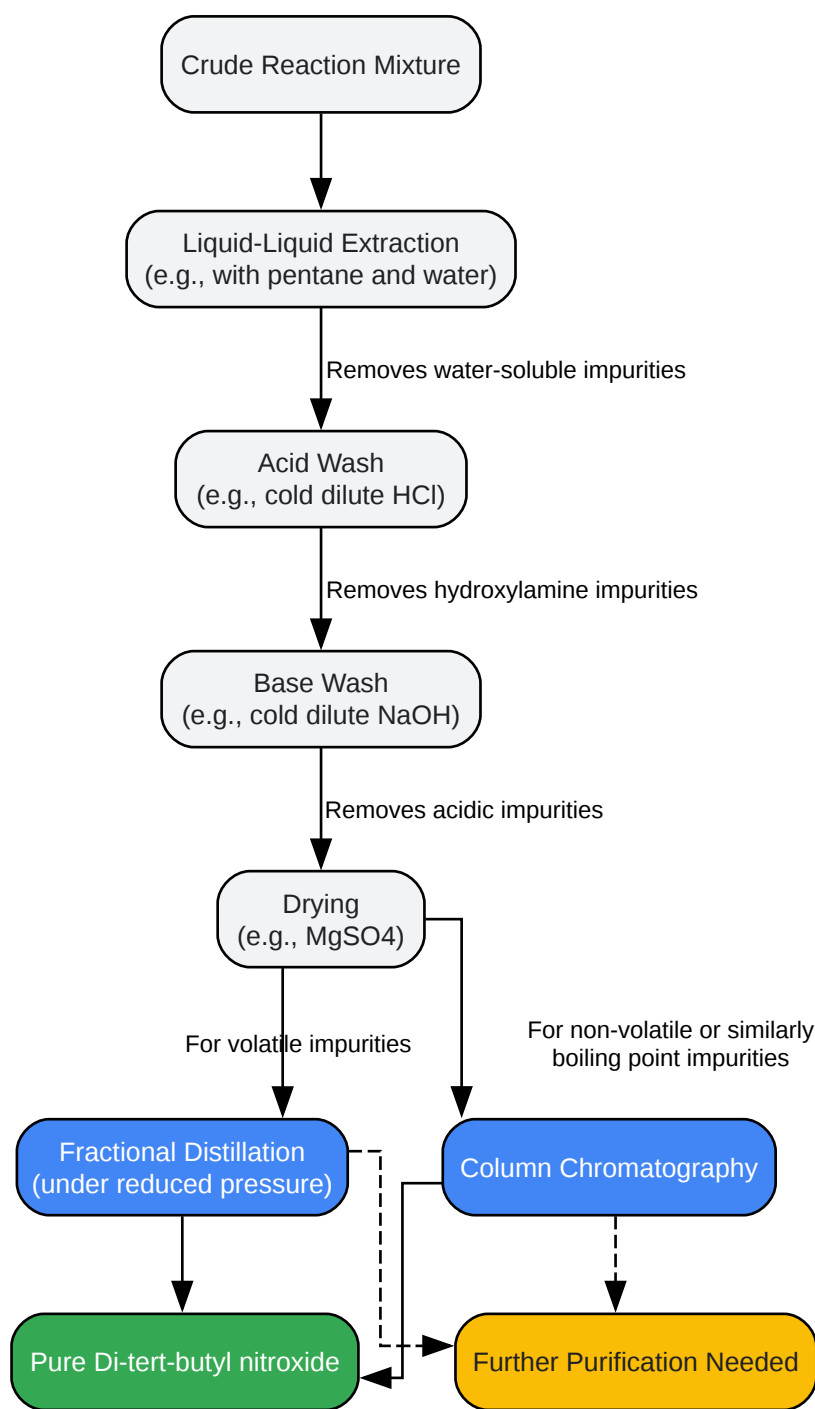 Crude Reaction Mixture
Liquid-Liquid Extraction
(e.g., with pentane and water)
Removes water-soluble impurities
Acid Wash
(e.g., cold dilute HCl)
Removes hydroxylamine impurities
Base Wash
(e.g., cold dilute NaOH)
Removes acidic impurities
Drying
(e.g., MgSO4)
For volatile impurities
For non-volatile or similarly
boiling point impurities
Fractional Distillation
(under reduced pressure)
Column Chromatography
Pure Di-tert-butyl nitroxide
Further Purification Needed